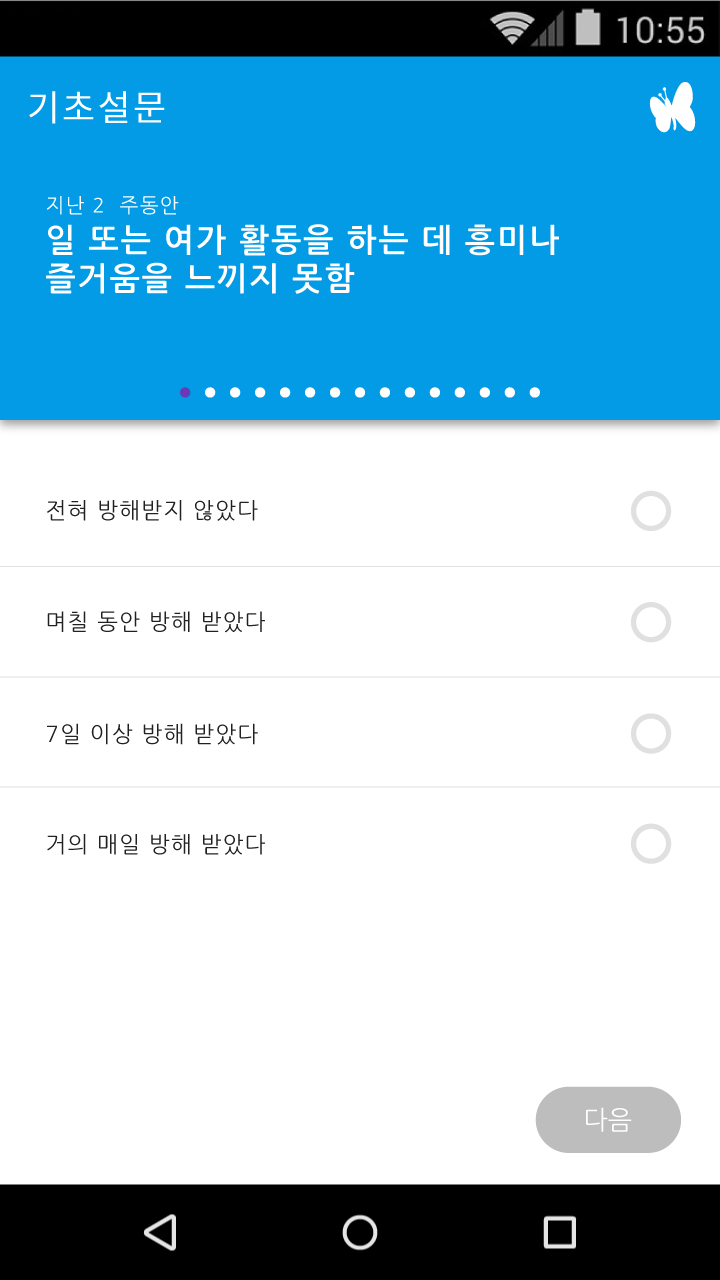 10:55
기초설문
지난 2 주동안
일 또는 여가 활동을 하는 데 흥미나
즐거움을 느끼지 못함
전혀 방해받지 않았다
며칠 동안 방해 받았다
7일 이상 방해 받았다
거의 매일 방해 받았다
다음